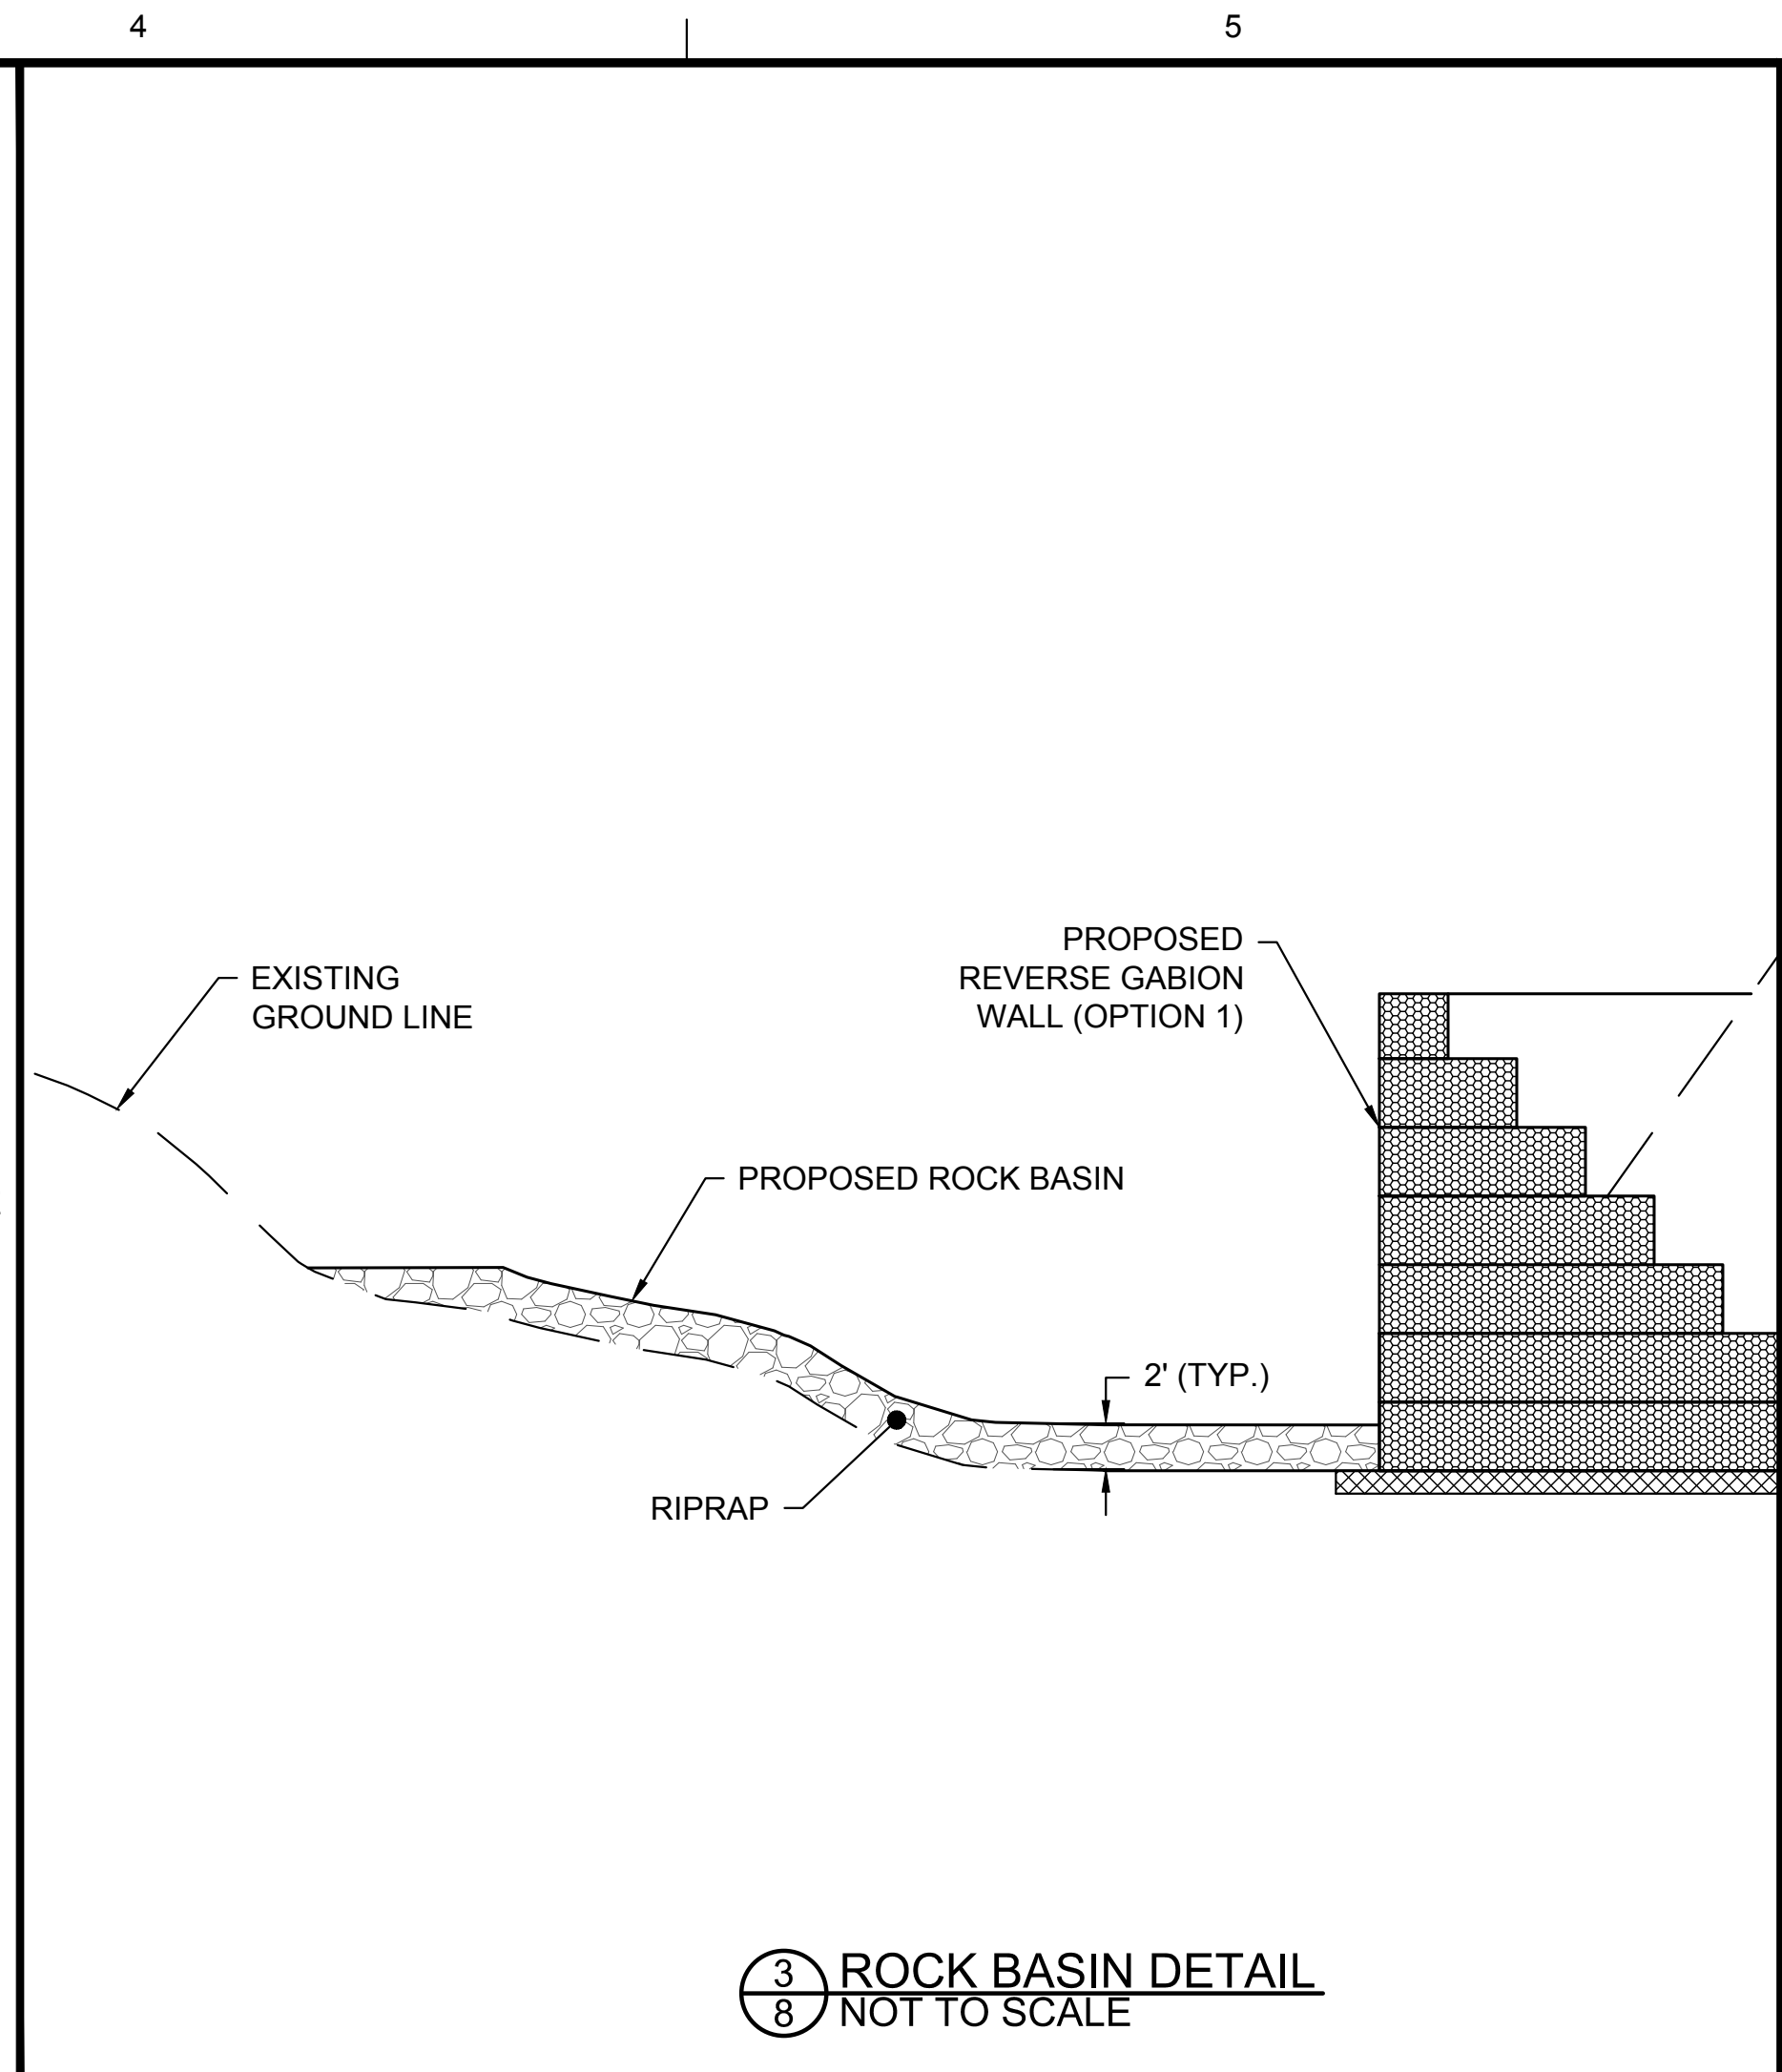 4
5
PROPOSED
REVERSE GABION
WALL (OPTION 1)
EXISTING
GROUND LINE
PROPOSED ROCK BASIN
2' (TYP.)
RIPRAP
3
8
ROCK BASIN DETAIL
NOT TO SCALE